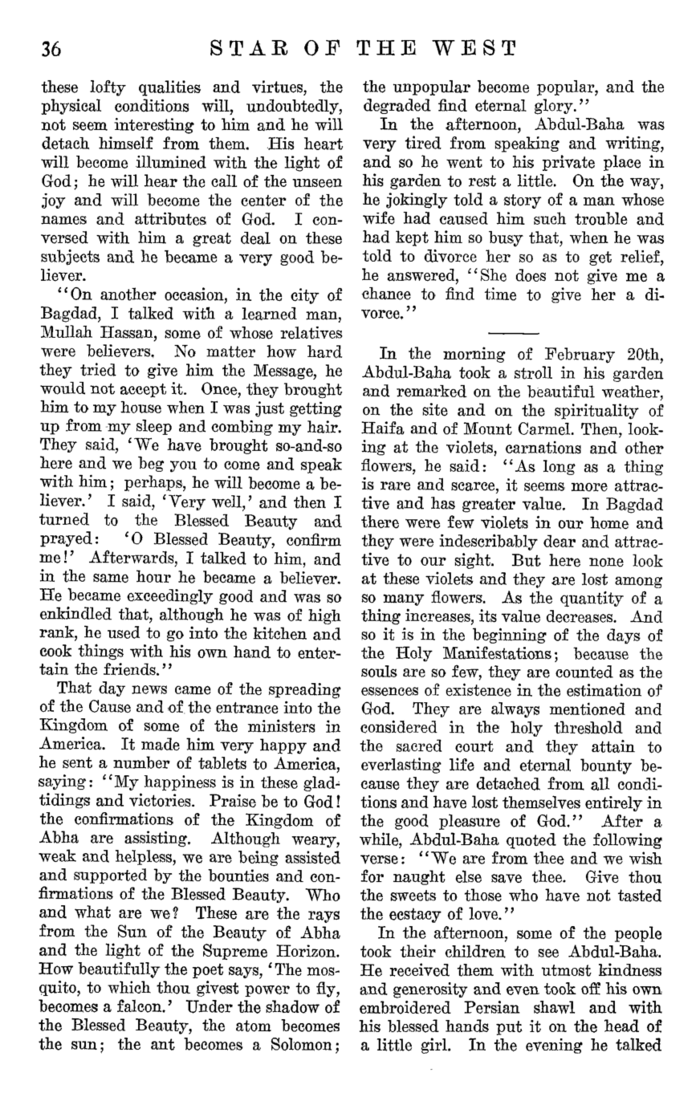 36 STAR OF THE WEST
these lofty qualities and virtues, the
physical conditions will, undoubtedly,
not seem interesting to him and he will
detach himself from them. His heart
will become illumined with the light of
God; he will hear the call of the unseen
joy and will become the center of the
names and attributes of God. I con-
versed with him a great deal on these
subjects and he became a very good be-
liever.
"On another occasion, in the city of
Bagdad, I talked with a learned man,
Mullah Hassan, some of whose relatives
were believers. No matter how hard
they tried to give him the Message, he
would not accept it. Once, they brought
him to my house when I was just getting
up from my sleep and combing my hair.
They said, 'We have brought so-and-so
here and we beg you to come and speak
with him; perhaps, he will become a be-
liever.' I said, 'Very well,' and then I
turned to the Blessed Beauty and
prayed: 'O Blessed Beauty, confirm
me!' Afterwards, I talked to him, and
in the same hour he became a believer.
He became exceedingly good and was so
enkindled that, although he was of high
rank, he used to go into the kitchen and
cook things with his own hand to enter-
tain the friends."
That day news came of the spreading
of the Cause and of the entrance into the
Kingdom of some of the ministers in
America. It made him very happy and
he sent a number of tablets to America,
saying: "My happiness is in these glad-
tidings and victories. Praise be to God!
the confirmations of the Kingdom of
Abha are assisting. Although weary,
weak and helpless, we are being assisted
and supported by the bounties and con-
firmations of the Blessed Beauty. Who
and what are we? These are the rays
from the Sun of the Beauty of Abha
and the light of the Supreme Horizon.
How beautifully the poet says, 'The mos-
quito, to which thou givest power to fly,
becomes a falcon.' Under the shadow of
the Blessed Beauty, the atom becomes
the sun; the ant becomes a Solomon;
the unpopular become popular, and the
degraded find eternal glory."
In the afternoon, Abdul-Baha was
very tired from speaking and writing,
and so he went to his private place in
his garden to rest a little. On the way,
he jokingly told a story of a man whose
wife had caused him such trouble and
had kept him so busy that, when he was
told to divorce her so as to get relief,
he answered, "She does not give me a
chance to find time to give her a di-
vorce."
In the morning of February 20th,
Abdul-Baha took a stroll in his garden
and remarked on the beautiful weather,
on the site and on the spirituality of
Haifa and of Mount Carmel. Then, look-
ing at the violets, carnations and other
flowers, he said: "As long as a thing
is rare and scarce, it seems more attrac-
tive and has greater value. In Bagdad
there were few violets in our home and
they were indescribably dear and attrac-
tive to our sight. But here none look
at these violets and they are lost among
so many flowers. As the quantity of a
thing increases, its value decreases. And
so it is in the beginning of the days of
the Holy Manifestations; because the
souls are so few, they are counted as the
essences of existence in the estimation of
God. They are always mentioned and
considered in the holy threshold and
the sacred court and they attain to
everlasting life and eternal bounty be-
cause they are detached from all condi-
tions and have lost themselves entirely in
the good pleasure of God." After a
while, Abdul-Baha quoted the following
verse: "We are from thee and we wish
for naught else save thee. Give thou
the sweets to those who have not tasted
the ecstacy of love."
In the afternoon, some of the people
took their children to see Abdul-Baha.
He received them with utmost kindness
and generosity and even took off his own
embroidered Persian shawl and with
his blessed hands put it on the head of
a little girl. In the evening he talked